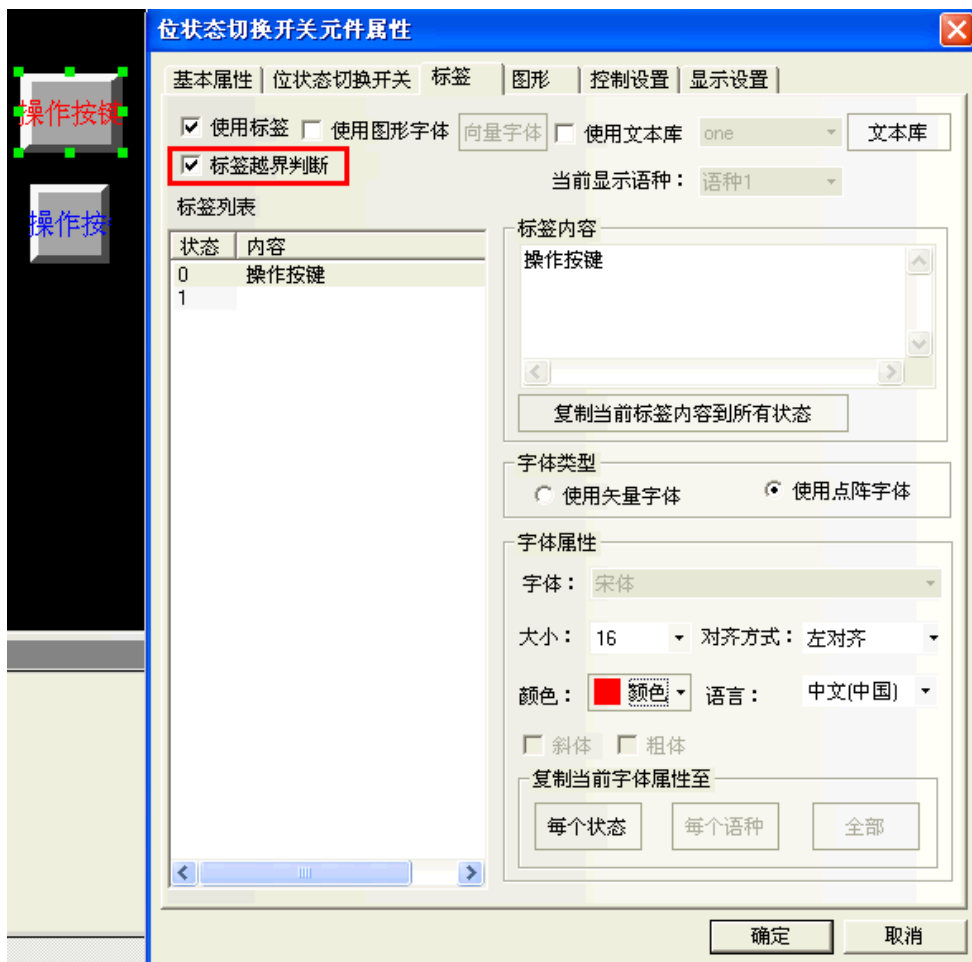 位状态切换开关元件属性
基本属性 位状态切换开关 标签 图形 控制设置 显示设置
操作按键
使用标签 使用图形字体 向量字体 使用文本库 one 文本库
标签越界判断
当前显示语种： 语种1
标签列表
操作按
状态 内容
0 操作按键
1
标签内容
操作按键
复制当前标签内容到所有状态
字体类型
使用矢量字体 使用点阵字体
字体属性
字体： 宋体
大小： 16 对齐方式： 左对齐
颜色： 颜色 语言： 中文(中国)
斜体 粗体
复制当前字体属性至
每个状态 每个语种 全部
确定 取消